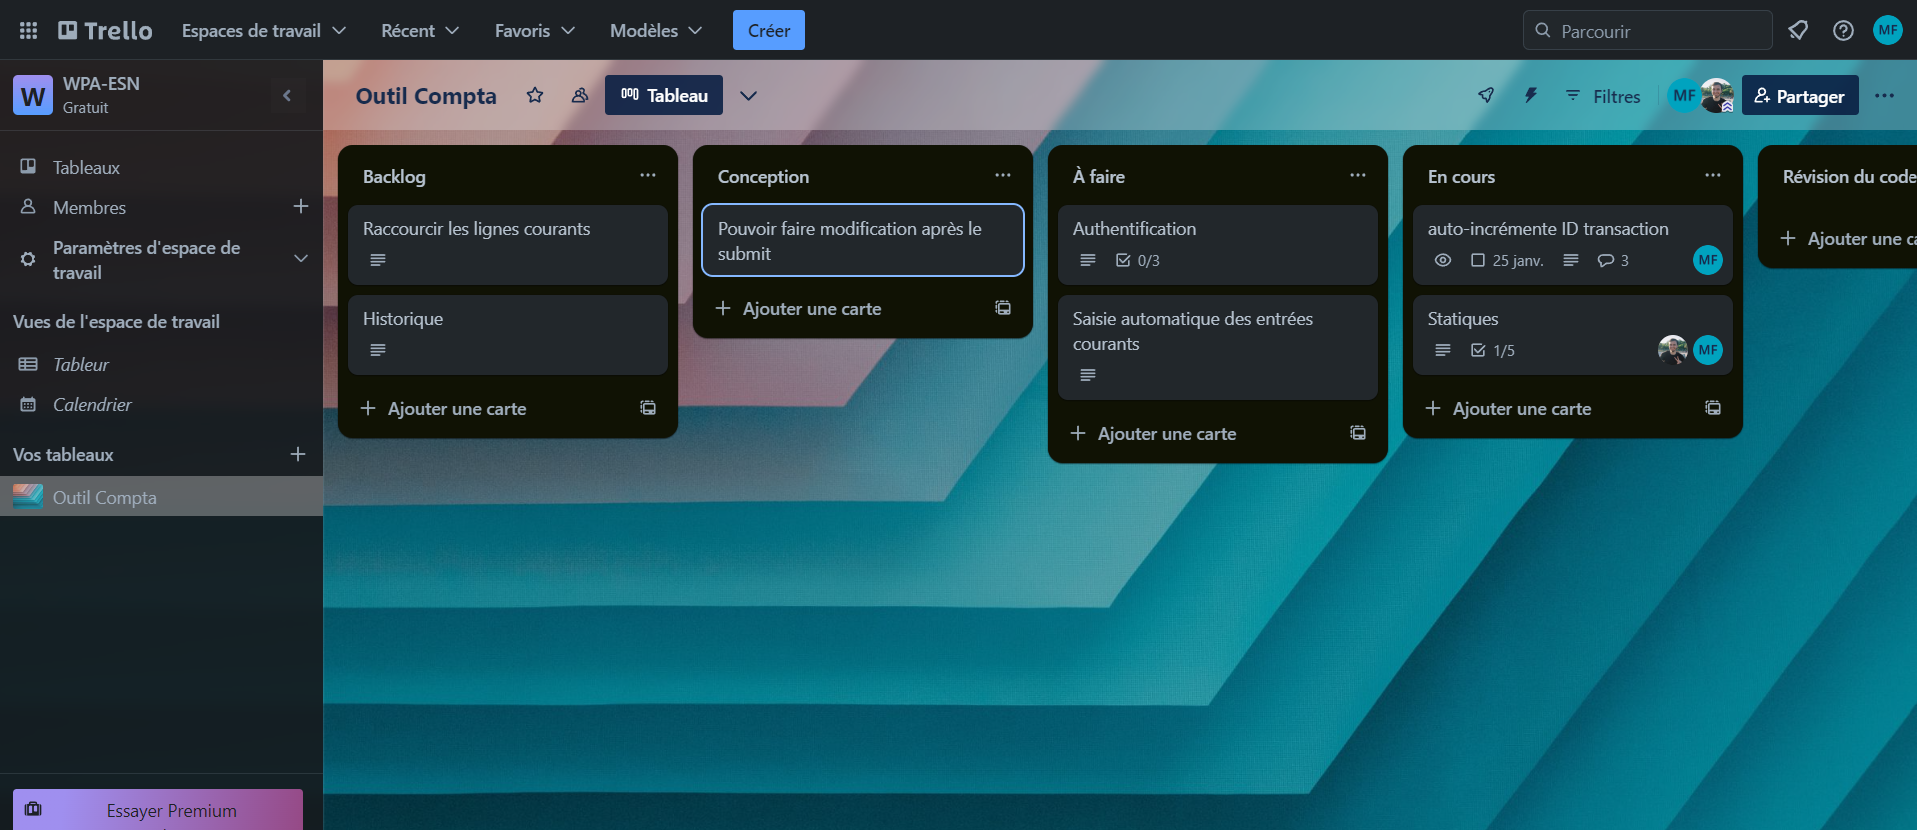 Trello
Espaces de travail
Récent
Favoris
Modèles
Créer
Parcourir
MF
W
WPA-ESN
Gratuit
Outil Compta
Tableau
Filtres
MF
Partager
Tableaux
Membres
Paramètres d'espace de
travail
Vues de l'espace de travail
Tableur
Calendrier
Vos tableaux
Outil Compta
Essayer Premium
Backlog
Raccourcir les lignes courants
Historique
Ajouter une carte
Conception
Pouvoir faire modification après le
submit
Ajouter une carte
À faire
Authentification
0/3
Saisie automatique des entrées
courants
Ajouter une carte
En cours
auto-incrémente ID transaction
25 janv.
3
MF
Statiques
1/5
MF
Ajouter une carte
Révision du code
Ajouter une